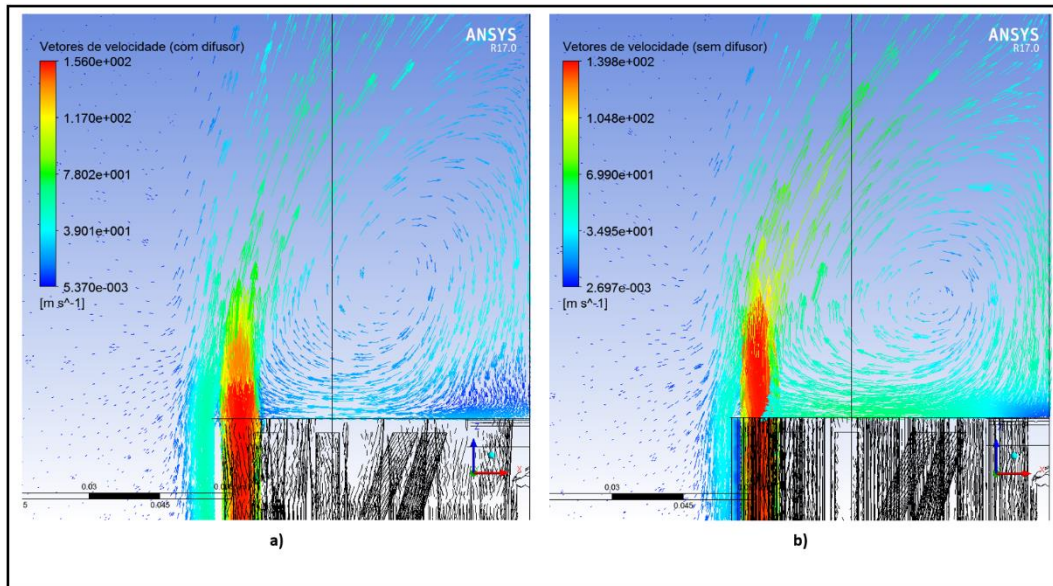 Vetores de velocidade (com difusor)
1.560e+002
1.170e+002
7.802e+001
3.901e+001
5.370e-003
[m s^-1]
ANSYS
R17.0
0.03
0.045
5
a)
Vetores de velocidade (sem difusor)
1.398e+002
1.048e+002
6.990e+001
3.495e+001
2.697e-003
[m s^-1]
ANSYS
R17.0
0.03
0.045
b)